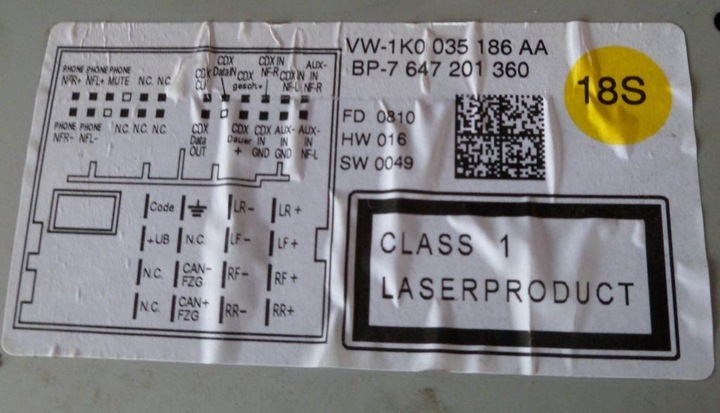 VW-1K0 035 186 AA
BP-7 647 201 360
18S
FD 0810
HW 016
SW 0049
CLASS 1
LASERPRODUCT
PHONE NFR+ PHONE NFL+ PHONE MUTE N.C. N.C.
CDX DataIN CDX gesch.+ CDX IN NF-R CDX IN NF-L AUX-IN NF-R
PHONE NFR- PHONE NFL- N.C. N.C. N.C.
CDX Data OUT CDX Dauer + CDX IN GND AUX-IN GND AUX-IN NF-L
Code LR- LR+
+UB N.C. LF- LF+
N.C. CAN- FZG RF- RF+
N.C. CAN+ FZG RR- RR+